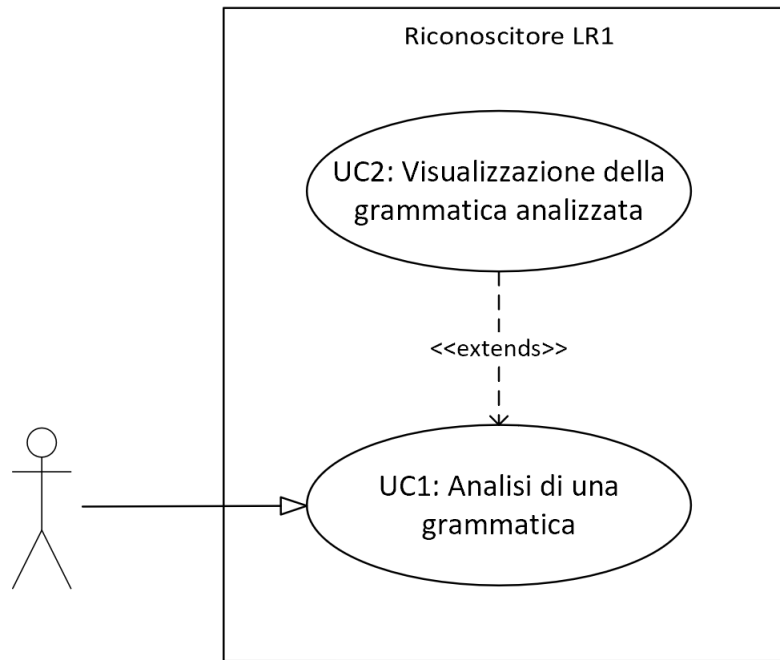 Riconoscitore LR1
UC2: Visualizzazione della
grammatica analizzata
<<extends>>
UC1: Analisi di una
grammatica